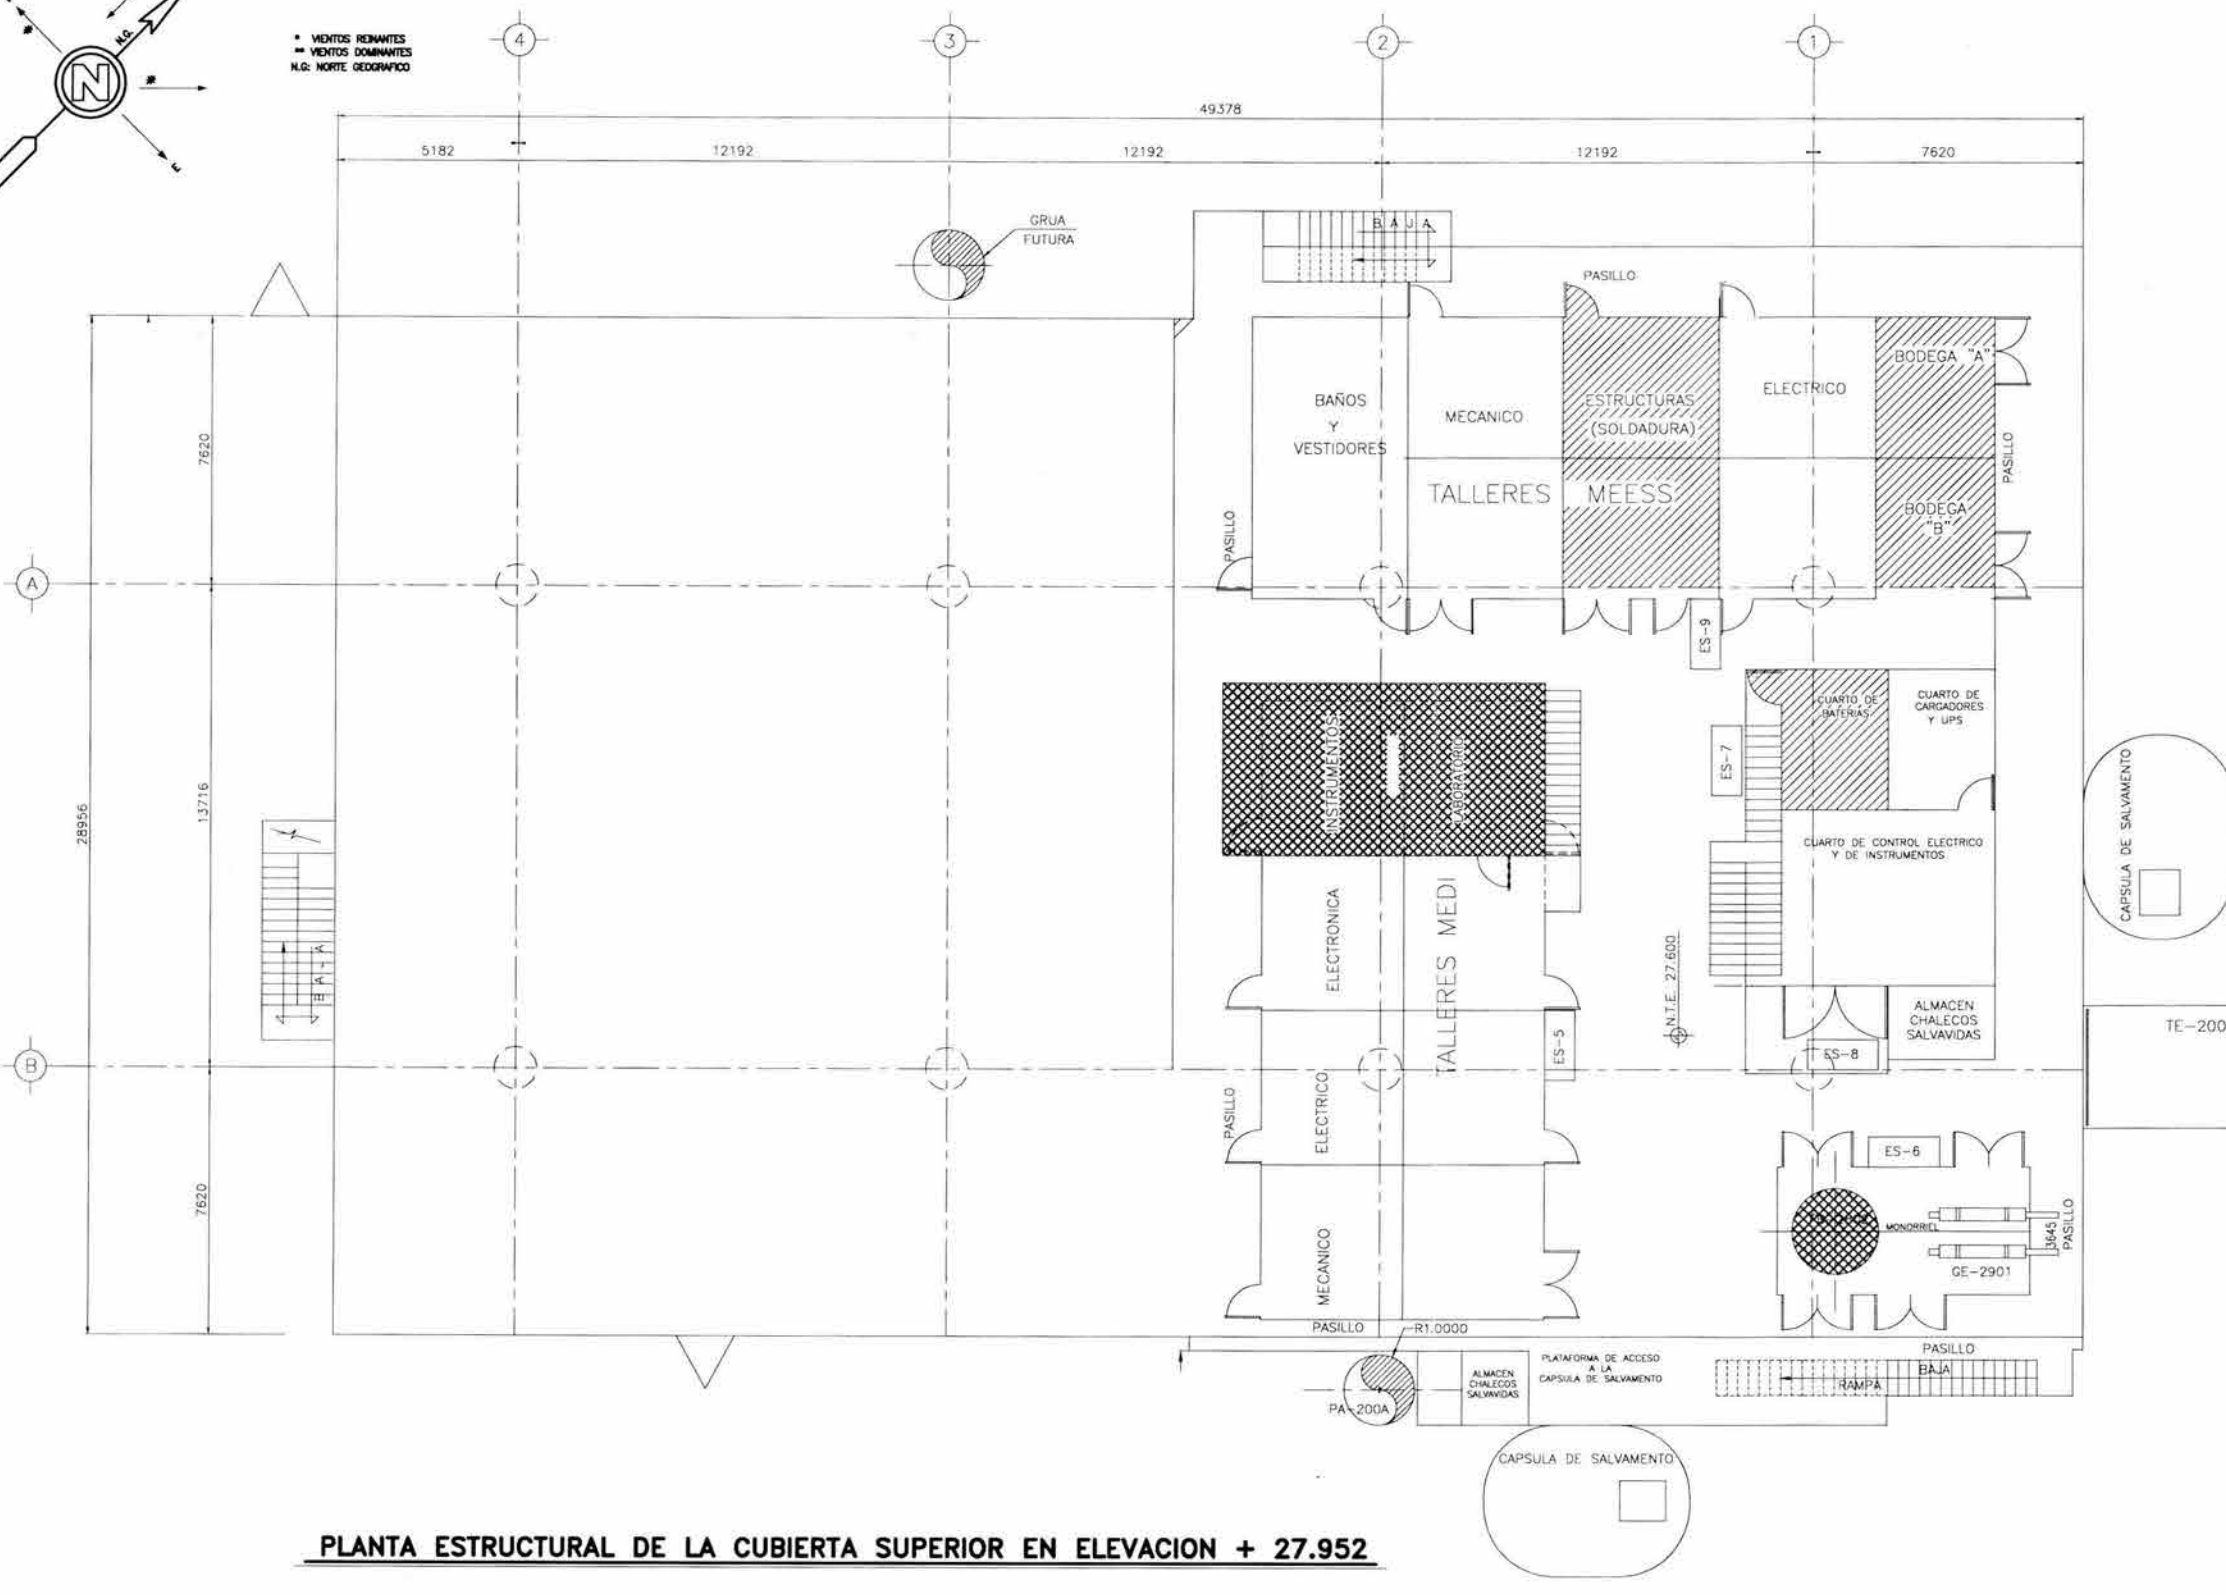 N.G.
N
E
* VIENTOS REINANTES
** VIENTOS DOMINANTES
N.G: NORTE GEOGRAFICO
4
3
2
1
49378
5182
12192
12192
12192
7620
GRUA
FUTURA
BAJA
PASILLO
BAÑOS
Y
VESTIDORES
MECANICO
ESTRUCTURAS
(SOLDADURA)
ELECTRICO
BODEGA "A"
TALLERES MEESS
BODEGA
"B"
PASILLO
PASILLO
7620
A
ES-9
28956
13716
INSTRUMENTOS
LABORATORIO
ES-7
CUARTO DE
BATERIAS
CUARTO DE
CARGADORES
Y UPS
CUARTO DE CONTROL ELECTRICO
Y DE INSTRUMENTOS
CAPSULA DE SALVAMENTO
ELECTRONICA
TALLERES MEDI
N.T.E. 27.600
ALMACEN
CHALECOS
SALVAVIDAS
TE-200
ES-5
ES-8
B
PASILLO
ELECTRICO
ES-6
7620
MECANICO
MONORRIEL
3645
PASILLO
GE-2901
PASILLO
R1.0000
PASILLO
ALMACEN
CHALECOS
SALVAVIDAS
PLATAFORMA DE ACCESO
A LA
CAPSULA DE SALVAMENTO
BAJA
RAMPA
PA-200A
CAPSULA DE SALVAMENTO
PLANTA ESTRUCTURAL DE LA CUBIERTA SUPERIOR EN ELEVACION + 27.952